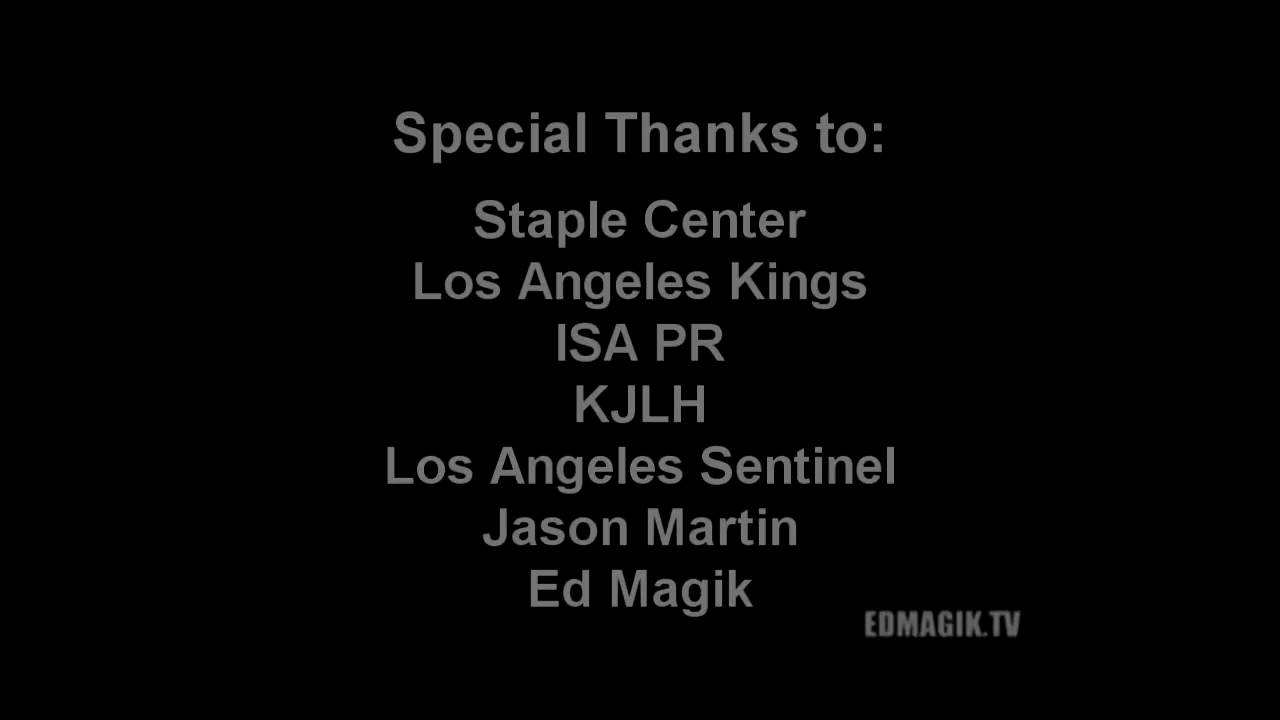 Special Thanks to:
Staple Center
Los Angeles Kings
ISA PR
KJLH
Los Angeles Sentinel
Jason Martin
Ed Magik
EDMAGIK.TV